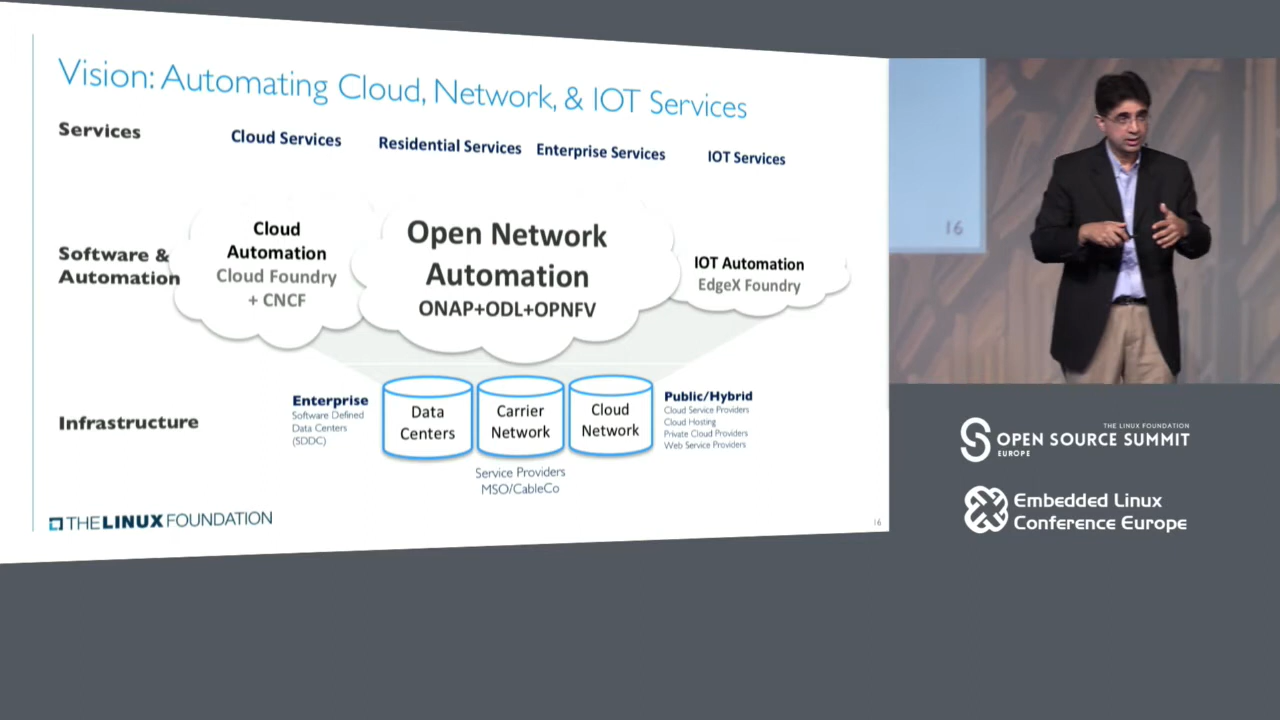 Vision: Automating Cloud, Network, & IOT Services
Services
Cloud Services
Residential Services
Enterprise Services
IOT Services
Software &
Automation
Cloud
Automation
Cloud Foundry
+ CNCF
Open Network
Automation
ONAP+ODL+OPNFV
IOT Automation
EdgeX Foundry
Infrastructure
Enterprise
Software Defined
Data Centers
(SDDC)
Data
Centers
Carrier
Network
Cloud
Network
Public/Hybrid
Cloud Service Providers
Cloud Hosting
Private Cloud Providers
Web Service Providers
Service Providers
MSO/CableCo
THE LINUX FOUNDATION
16
16
THE LINUX FOUNDATION
OPEN SOURCE SUMMIT
EUROPE
Embedded Linux
Conference Europe